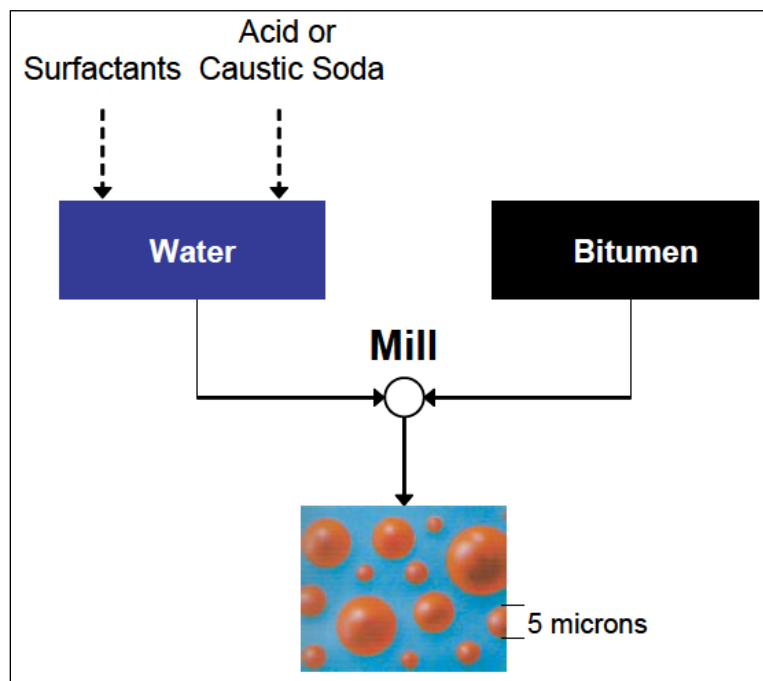 Acid or
Surfactants Caustic Soda
Water
Bitumen
Mill
5 microns